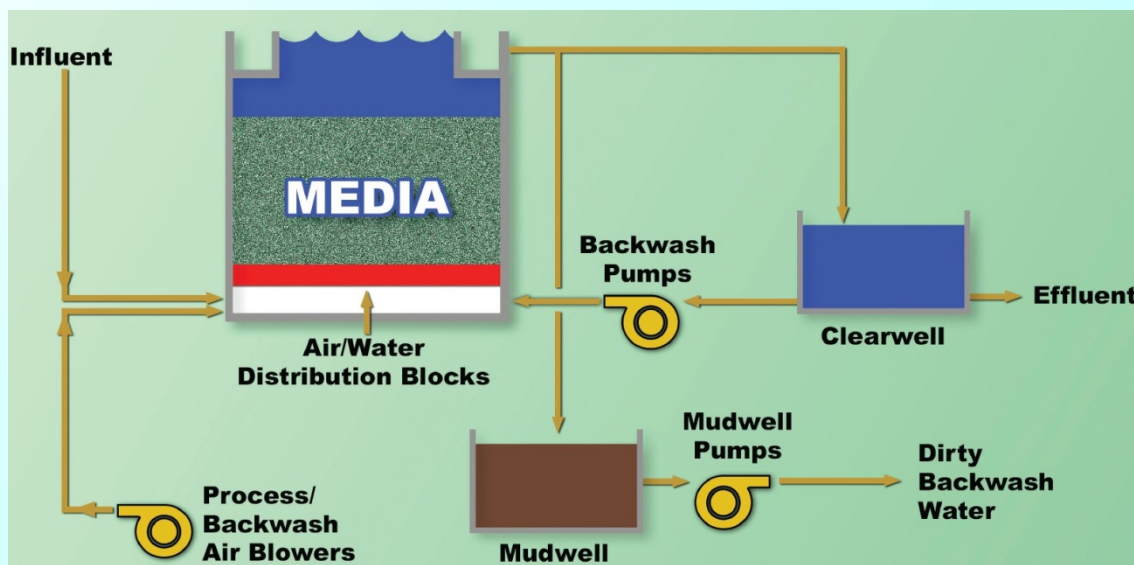 Influent
MEDIA
Backwash
Pumps
Effluent
Clearwell
Air/Water
Distribution Blocks
Mudwell
Pumps
Dirty
Backwash
Water
Process/
Backwash
Air Blowers
Mudwell